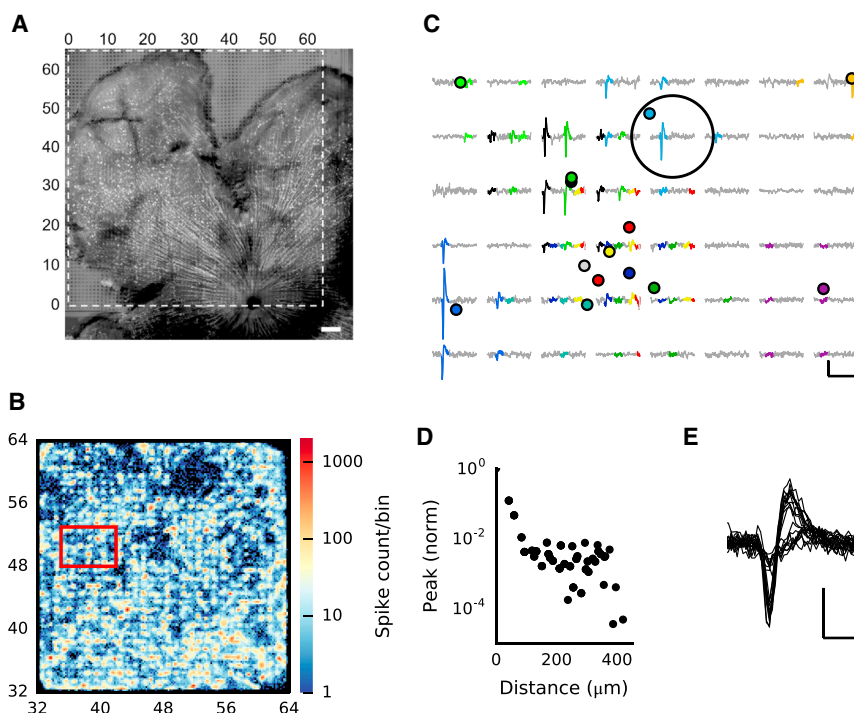 A
0 10 20 30 40 50 60
60
50
40
30
20
10
0
C
B
64
56
48
40
32
32 40 48 56 64
1000
100
10
1
Spike count/bin
D
10^0
10^-2
10^-4
Peak (norm)
0 200 400
Distance (μm)
E